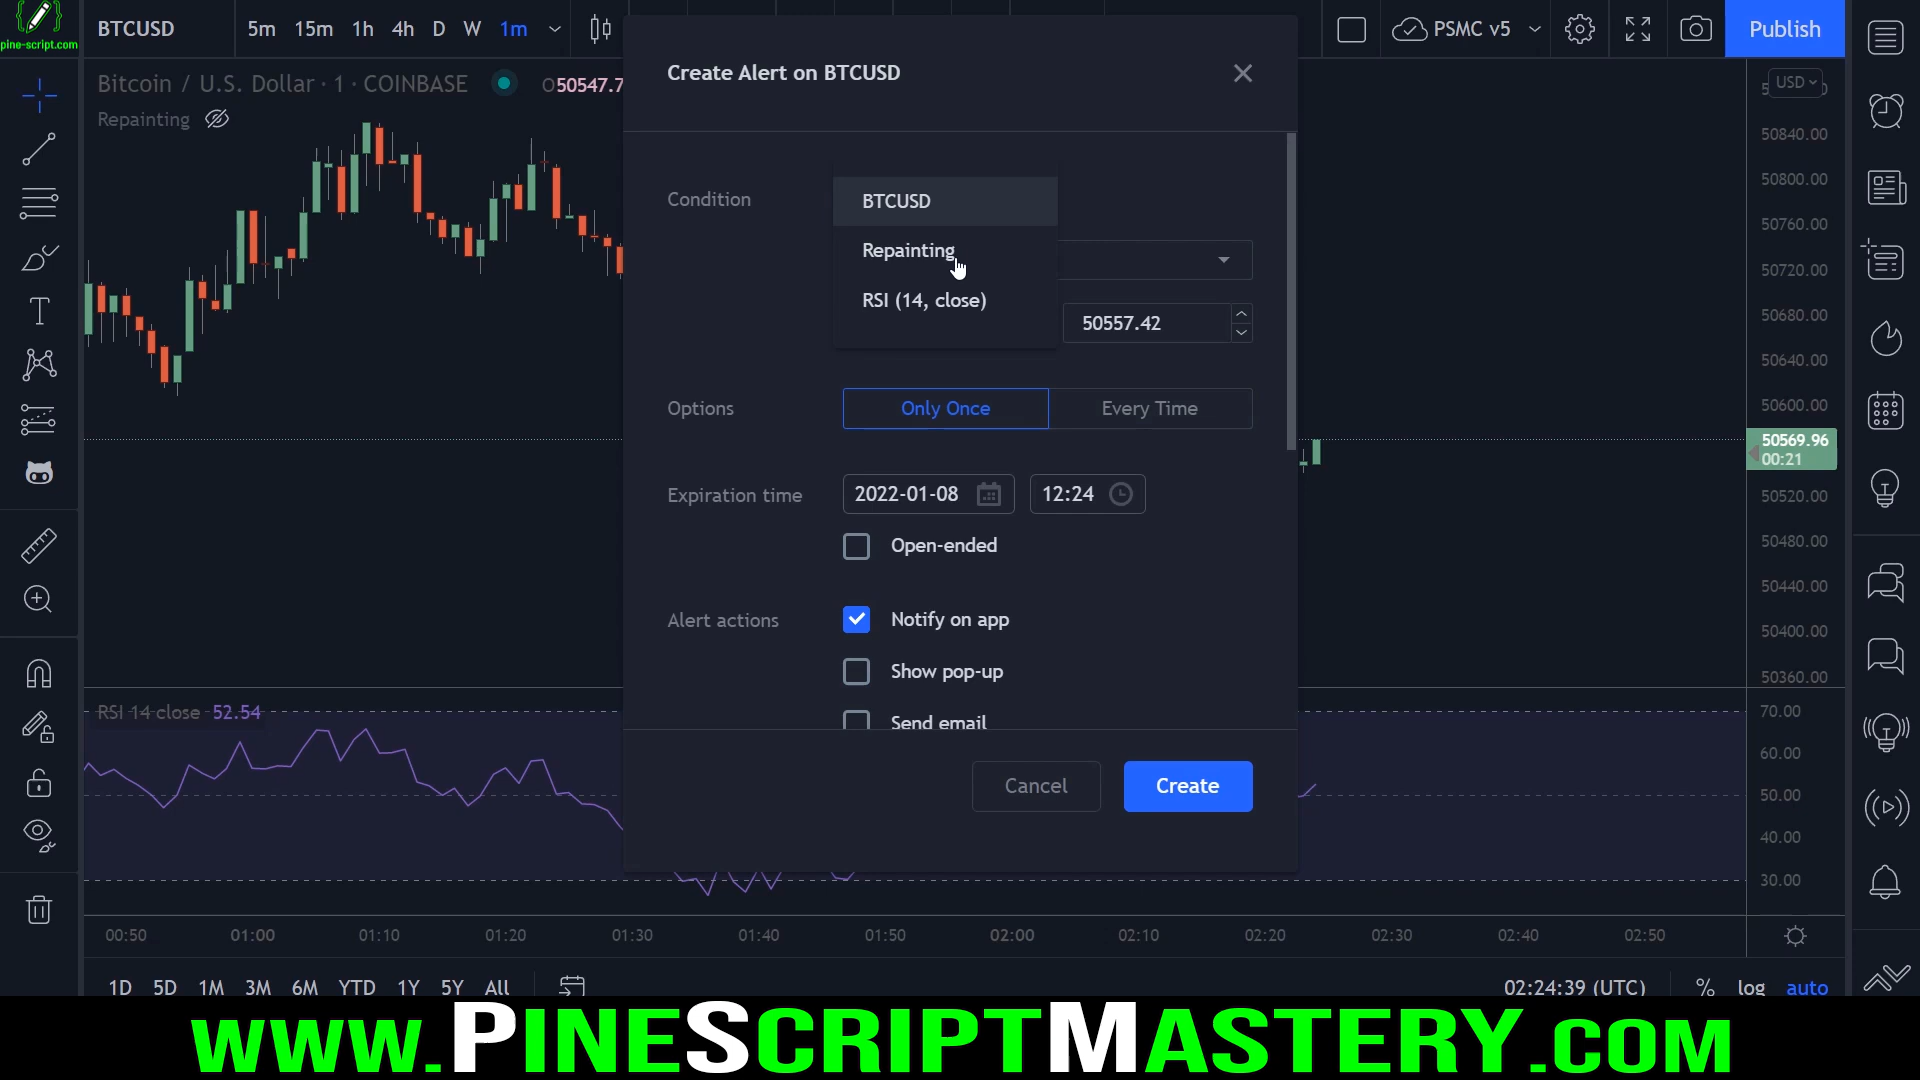 pine-script.com
BTCUSD
5m 15m 1h 4h D W 1m
PSMC v5
Publish
Bitcoin / U.S. Dollar · 1 · COINBASE
O50547.7
Repainting
Create Alert on BTCUSD
Condition
BTCUSD
Repainting
RSI (14, close)
50557.42
Options
Only Once
Every Time
Expiration time
2022-01-08
12:24
Open-ended
Alert actions
Notify on app
Show pop-up
Send email
Cancel
Create
USD
50840.00
50800.00
50760.00
50720.00
50680.00
50640.00
50600.00
50569.96
00:21
50520.00
50480.00
50440.00
50400.00
50360.00
RSI 14 close 52.54
70.00
60.00
50.00
40.00
30.00
00:50 01:00 01:10 01:20 01:30 01:40 01:50 02:00 02:10 02:20 02:30 02:40 02:50
1D 5D 1M 3M 6M YTD 1Y 5Y All
02:24:39 (UTC) % log auto
www.PineScriptMastery.com